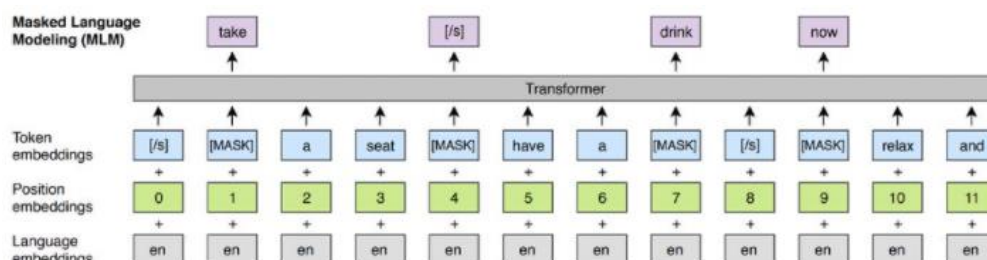 Masked Language
Modeling (MLM)
take [/s] drink now
Transformer
Token
embeddings
[/s] [MASK] a seat [MASK] have a [MASK] [/s] [MASK] relax and
+ + + + + + + + + + + +
Position
embeddings
0 1 2 3 4 5 6 7 8 9 10 11
+ + + + + + + + + + + +
Language
embeddings
en en en en en en en en en en en en